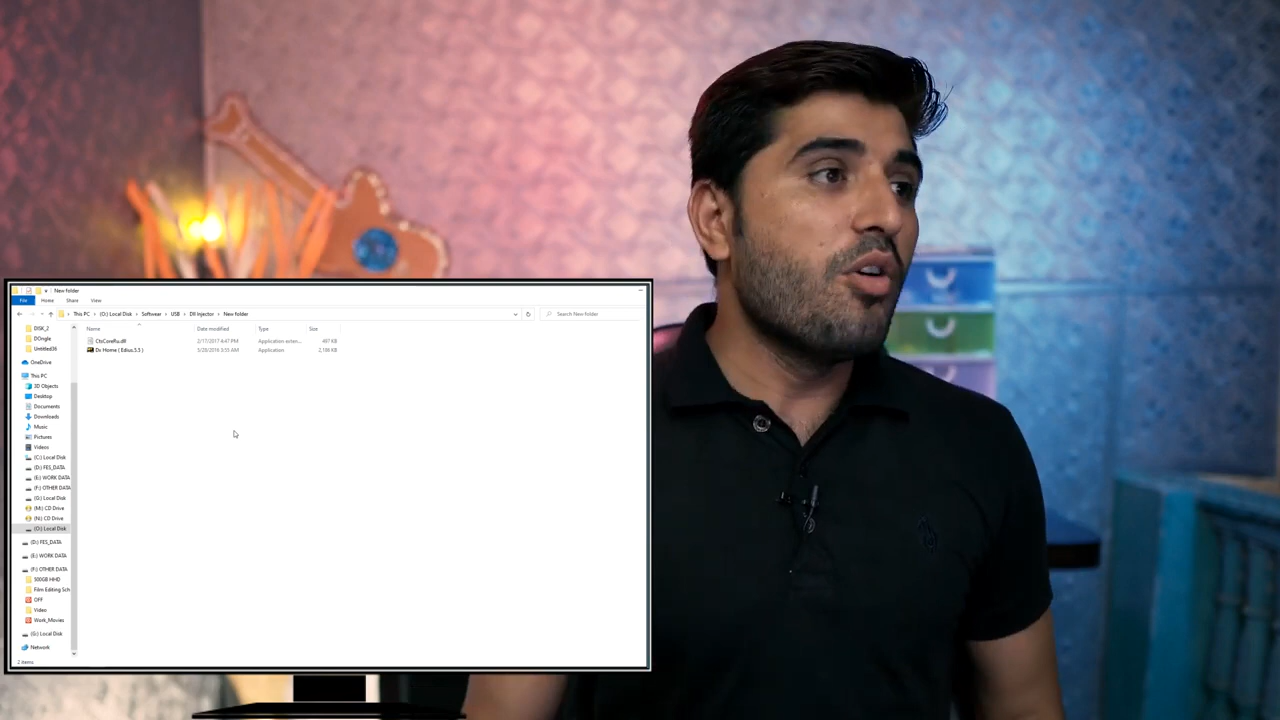 New Folder
File Home Share View
This PC > (O:) Local Disk > Softwear > USB > Dll Injector > New folder
Search New folder
Name Date modified Type Size
CtsCoreRu.dll 2/17/2017 4:47 PM Application exten... 497 KB
Dv Home ( Edius.5.5 ) 5/28/2016 3:55 AM Application 2,186 KB
DISK_2
DOngle
Untitled36
OneDrive
This PC
3D Objects
Desktop
Documents
Downloads
Music
Pictures
Videos
(C:) Local Disk
(D:) FES_DATA
(E:) WORK DATA
(F:) OTHER DATA
(G:) Local Disk
(M:) CD Drive
(N:) CD Drive
(O:) Local Disk
(D:) FES_DATA
(E:) WORK DATA
(F:) OTHER DATA
500GB HHD
Film Editing Sch
OFF
Video
Work_Movies
(G:) Local Disk
Network
2 items